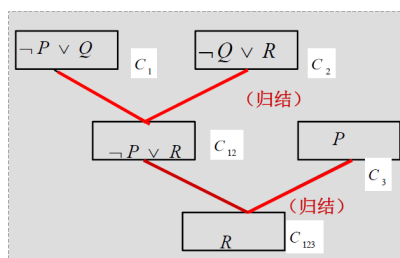 ¬ P ∨ Q
C₁
¬ Q ∨ R
C₂
（归结）
¬ P ∨ R
C₁₂
P
C₃
（归结）
R
C₁₂₃